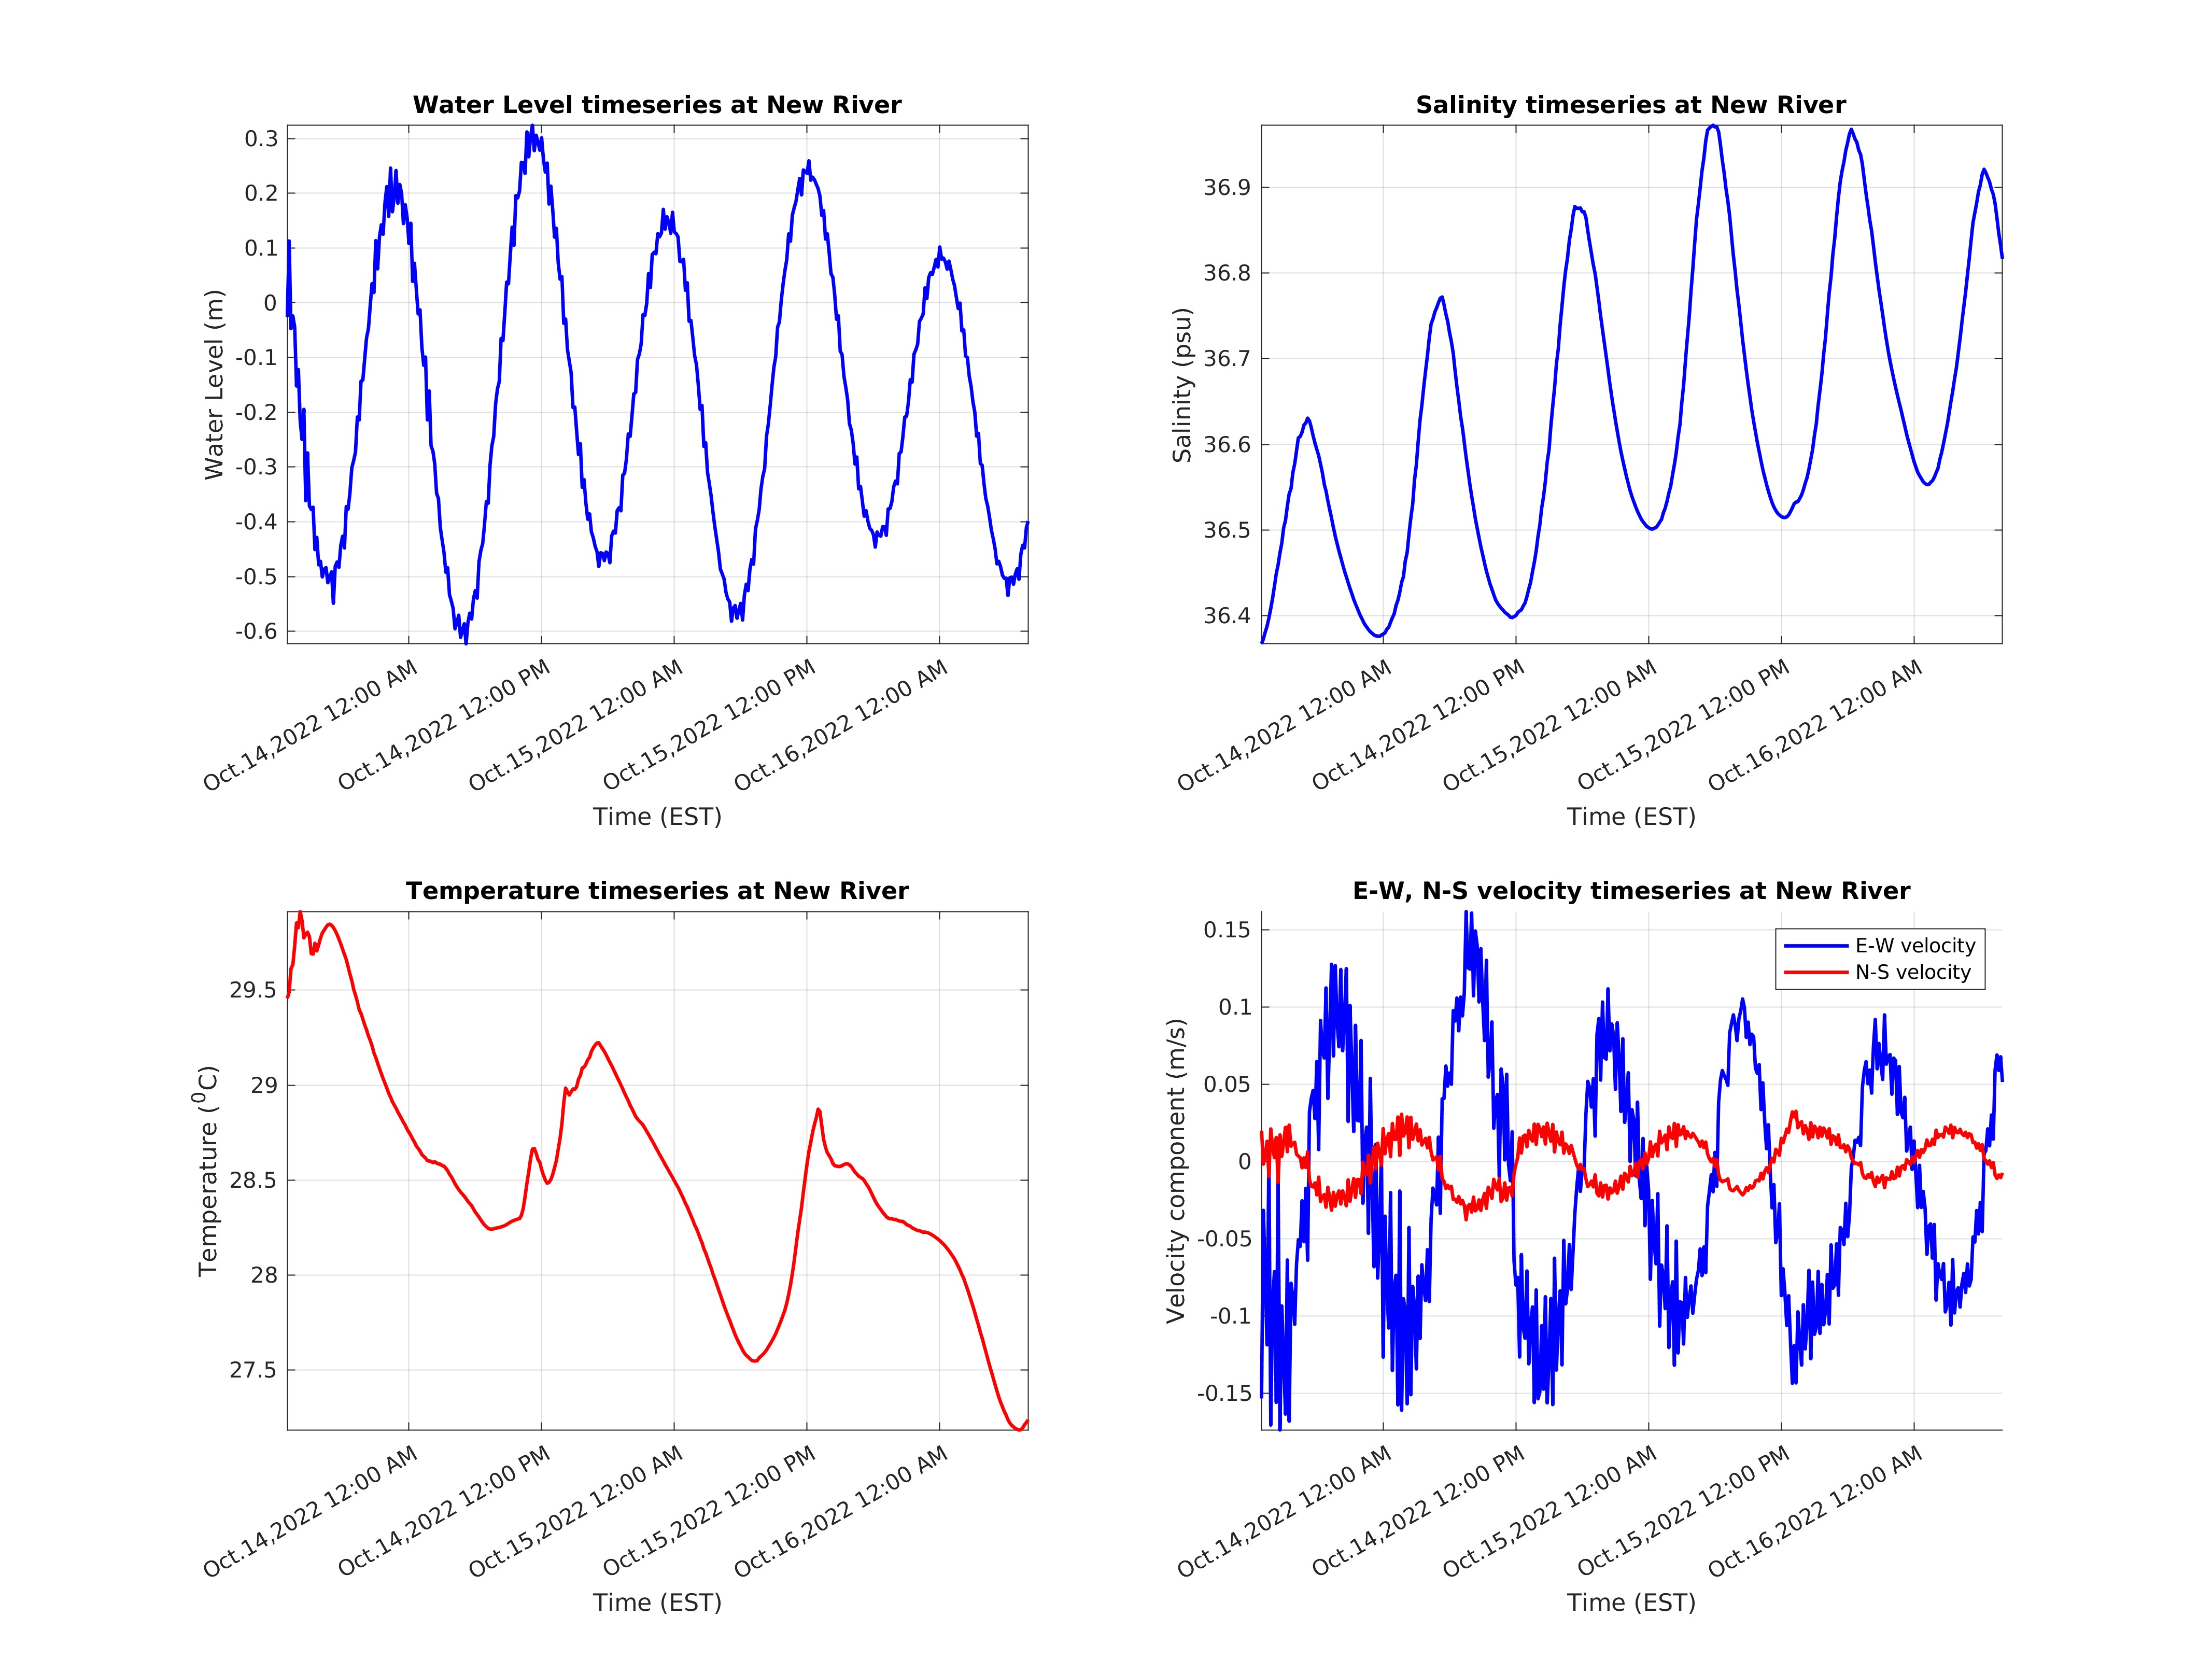 Water Level timeseries at New River
Water Level (m)
0.3
0.2
0.1
0
-0.1
-0.2
-0.3
-0.4
-0.5
-0.6
Oct.14,2022 12:00 AM
Oct.14,2022 12:00 PM
Oct.15,2022 12:00 AM
Oct.15,2022 12:00 PM
Oct.16,2022 12:00 AM
Time (EST)
Salinity timeseries at New River
Salinity (psu)
36.9
36.8
36.7
36.6
36.5
36.4
Oct.14,2022 12:00 AM
Oct.14,2022 12:00 PM
Oct.15,2022 12:00 AM
Oct.15,2022 12:00 PM
Oct.16,2022 12:00 AM
Time (EST)
Temperature timeseries at New River
Temperature (⁰C)
29.5
29
28.5
28
27.5
Oct.14,2022 12:00 AM
Oct.14,2022 12:00 PM
Oct.15,2022 12:00 AM
Oct.15,2022 12:00 PM
Oct.16,2022 12:00 AM
Time (EST)
E-W, N-S velocity timeseries at New River
Velocity component (m/s)
0.15
0.1
0.05
0
-0.05
-0.1
-0.15
E-W velocity
N-S velocity
Oct.14,2022 12:00 AM
Oct.14,2022 12:00 PM
Oct.15,2022 12:00 AM
Oct.15,2022 12:00 PM
Oct.16,2022 12:00 AM
Time (EST)